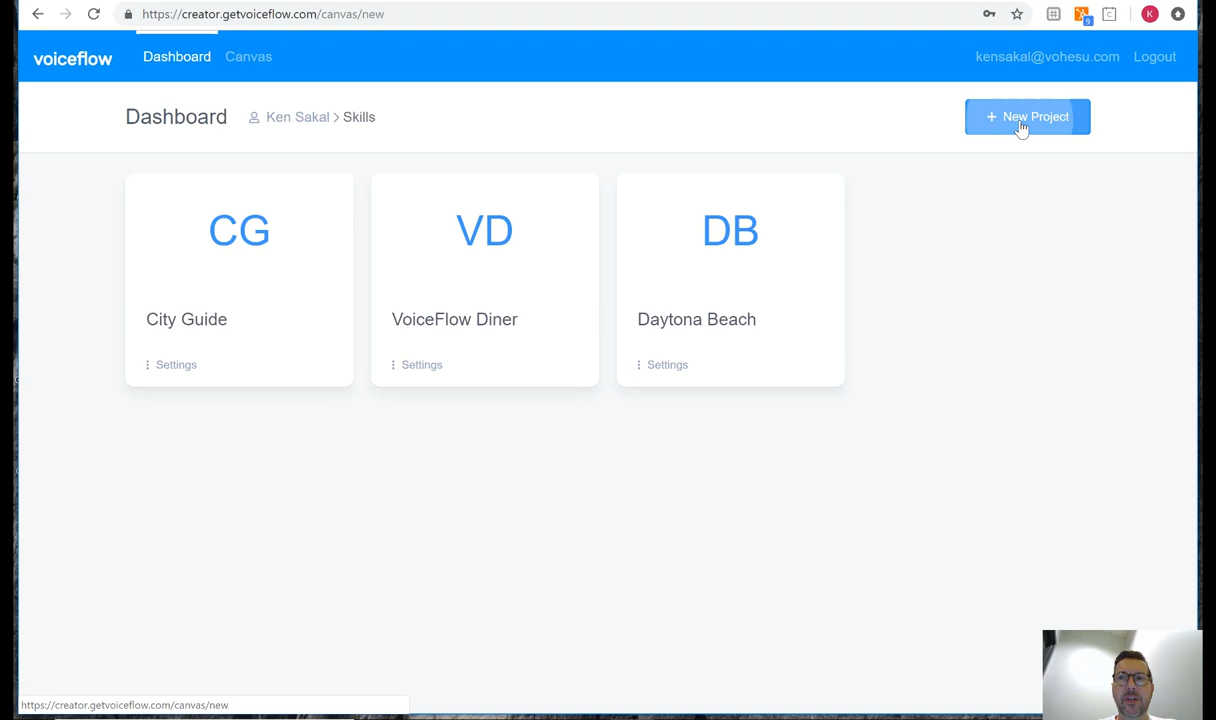 https://creator.getvoiceflow.com/canvas/new
9
C
K
voiceflow
Dashboard
Canvas
kensakal@vohesu.com
Logout
Dashboard
Ken Sakal > Skills
+ New Project
CG
VD
DB
City Guide
VoiceFlow Diner
Daytona Beach
Settings
Settings
Settings
https://creator.getvoiceflow.com/canvas/new